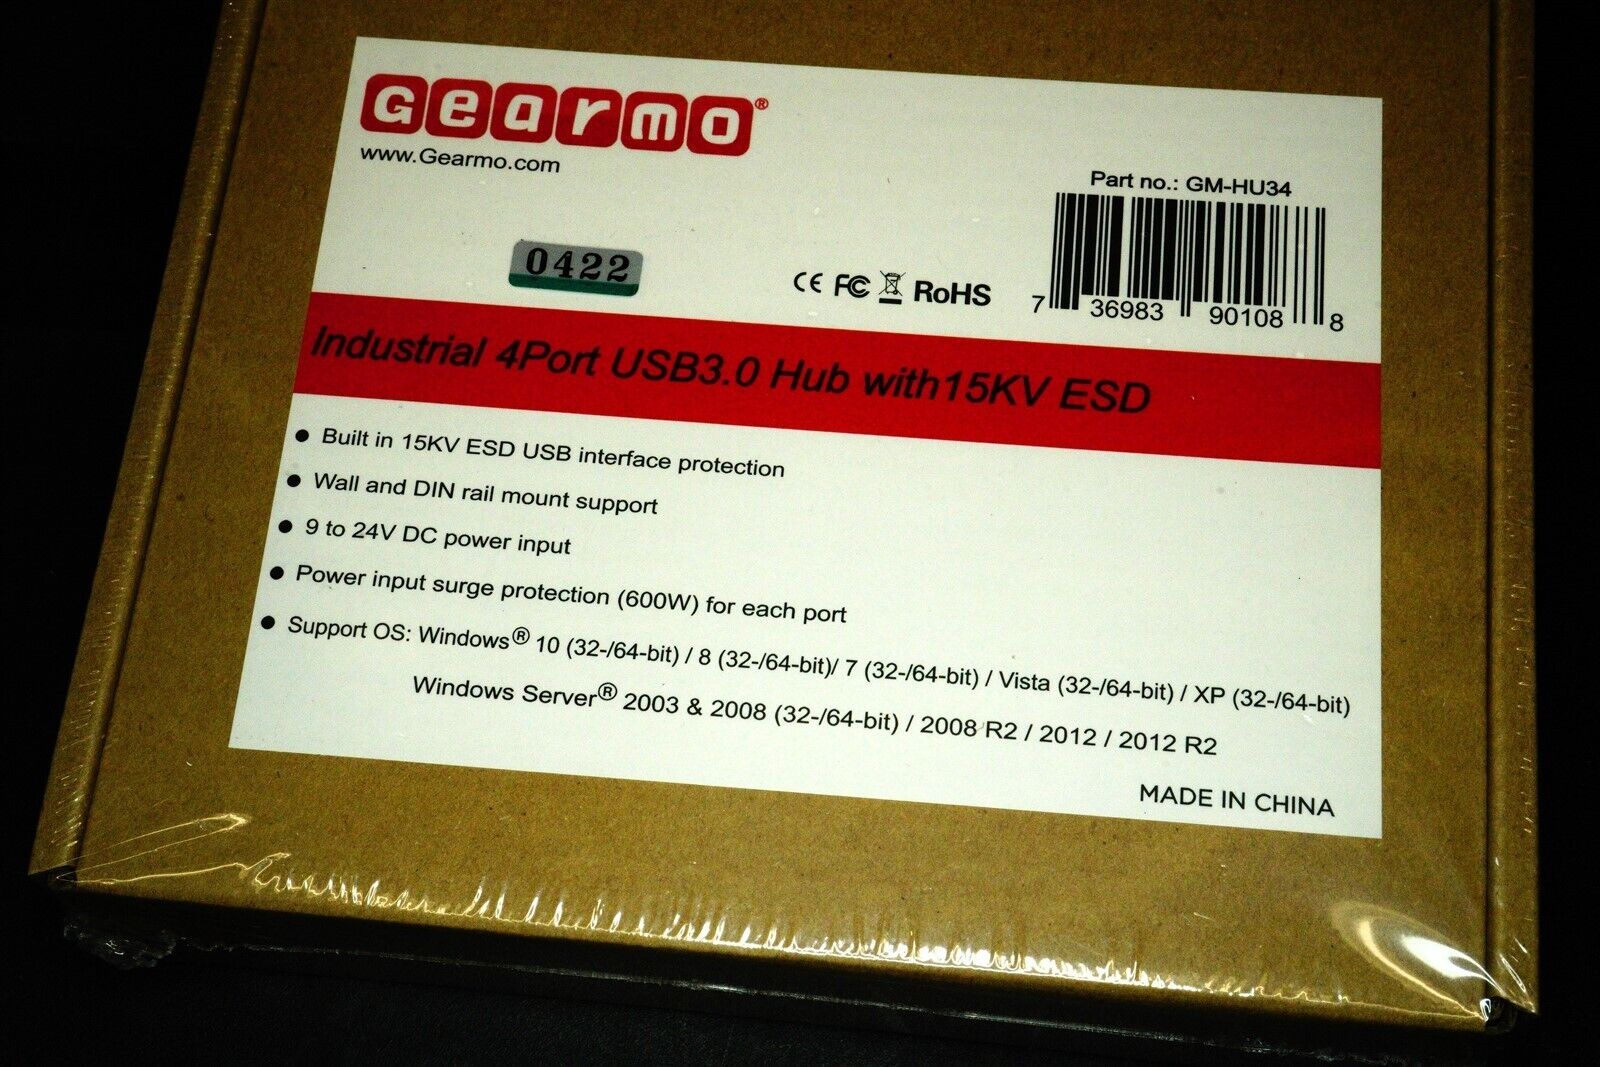 Gearmo®
www.Gearmo.com
Part no.: GM-HU34
0422
CE FC RoHS
7 36983 90108 8
Industrial 4Port USB3.0 Hub with15KV ESD
● Built in 15KV ESD USB interface protection
● Wall and DIN rail mount support
● 9 to 24V DC power input
● Power input surge protection (600W) for each port
● Support OS: Windows® 10 (32-/64-bit) / 8 (32-/64-bit)/ 7 (32-/64-bit) / Vista (32-/64-bit) / XP (32-/64-bit)
Windows Server® 2003 & 2008 (32-/64-bit) / 2008 R2 / 2012 / 2012 R2
MADE IN CHINA